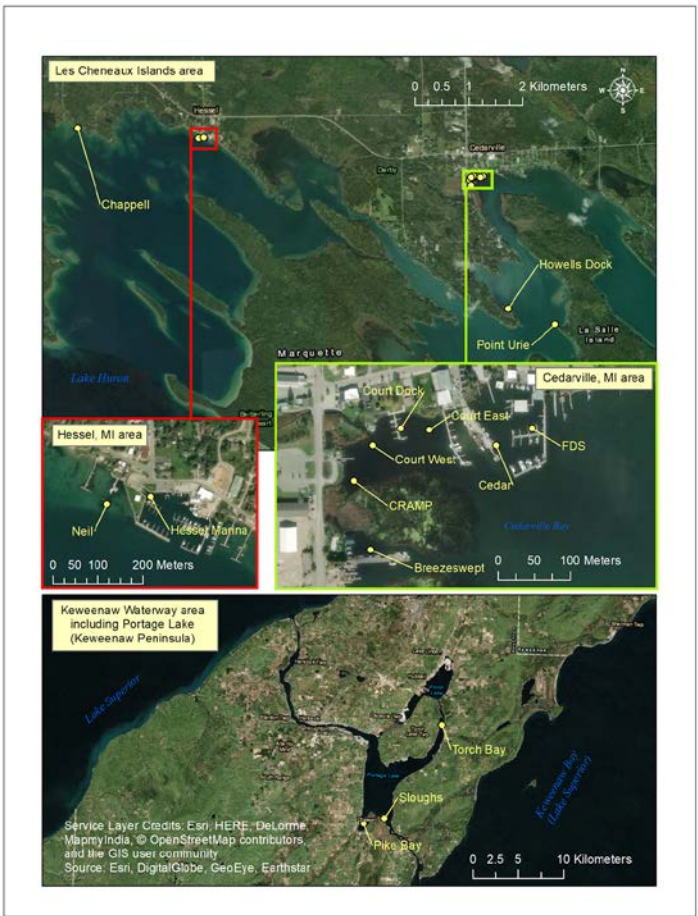 Les Cheneaux Islands area
0 0.5 1 2 Kilometers
N
W E
S
Hessel
Cedarville
Derby
Chappell
Howells Dock
Point Urie
La Salle
Island
Marquette
Lake Huron
Hessel, MI area
Neil
Hessel Marina
0 50 100 200 Meters
Cedarville, MI area
Court Dock
Court East
FDS
Court West
Cedar
CRAMP
Cedarville Bay
Breezeswept
0 50 100 Meters
Keweenaw Waterway area
including Portage Lake
(Keweenaw Peninsula)
Lake Superior
Torch Bay
Portage Lake
Sloughs
Pike Bay
Keweenaw Bay
(Lake Superior)
Service Layer Credits: Esri, HERE, DeLorme,
MapmyIndia, © OpenStreetMap contributors,
and the GIS user community
Source: Esri, DigitalGlobe, GeoEye, Earthstar
0 2.5 5 10 Kilometers